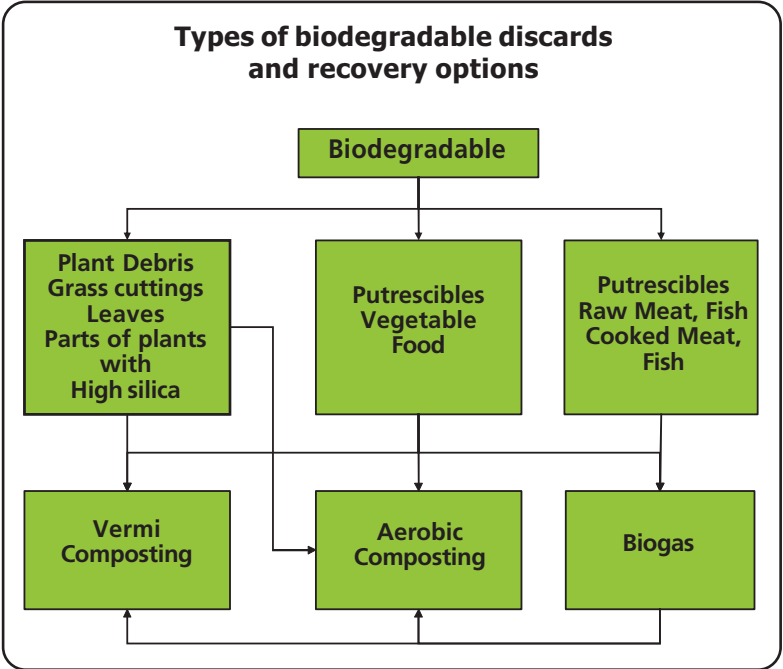 Types of biodegradable discards
and recovery options
Biodegradable
Plant Debris
Grass cuttings
Leaves
Parts of plants
with
High silica
Putrescibles
Vegetable
Food
Putrescibles
Raw Meat, Fish
Cooked Meat,
Fish
Vermi
Composting
Aerobic
Composting
Biogas